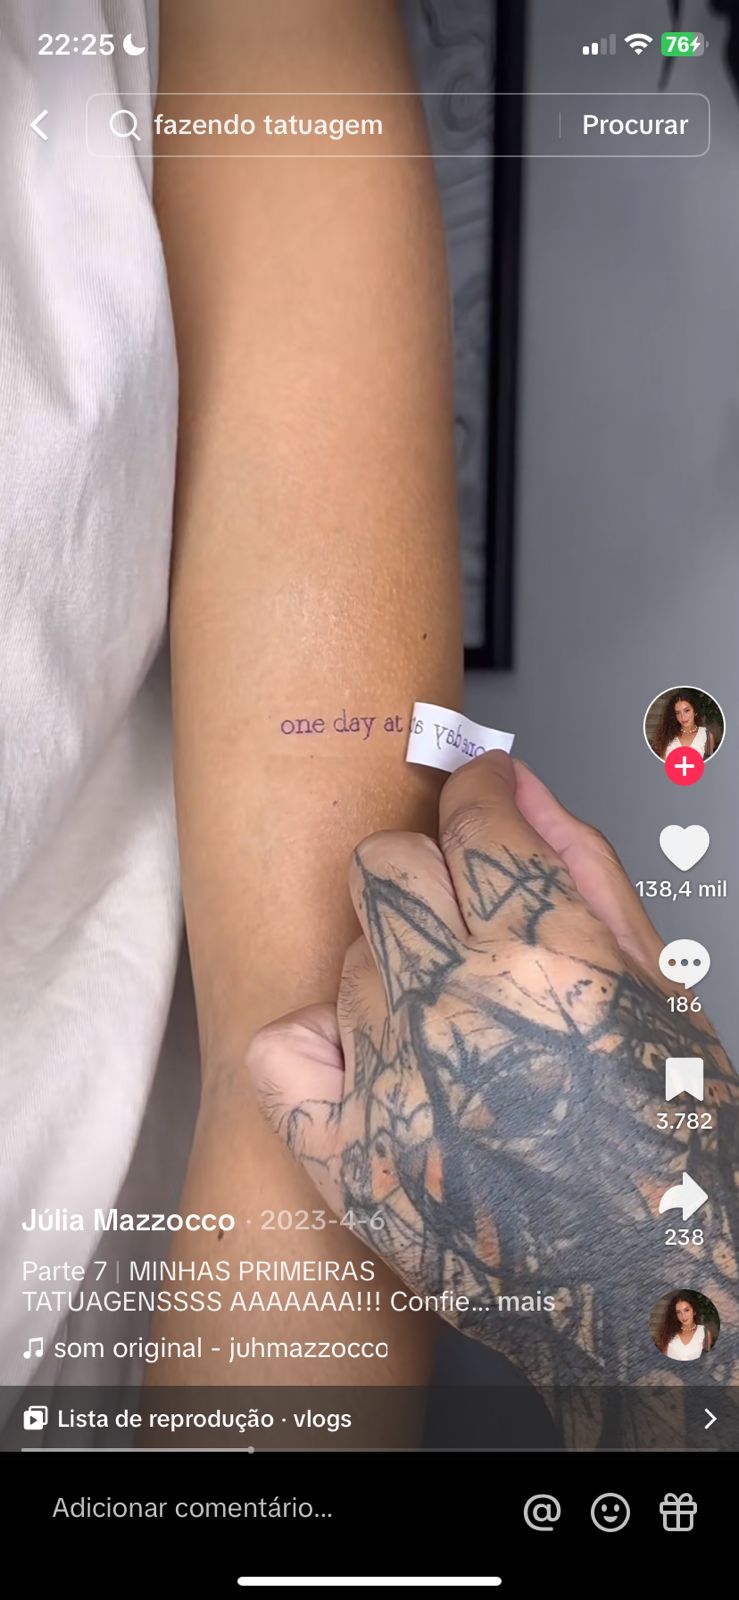 22:25
76
fazendo tatuagem
Procurar
one day at
138,4 mil
186
3.782
238
Júlia Mazzocco · 2023-4-6
Parte 7 | MINHAS PRIMEIRAS
TATUAGENSSSS AAAAAAA!!! Confie... mais
som original - juhmazzocco
Lista de reprodução · vlogs
Adicionar comentário...